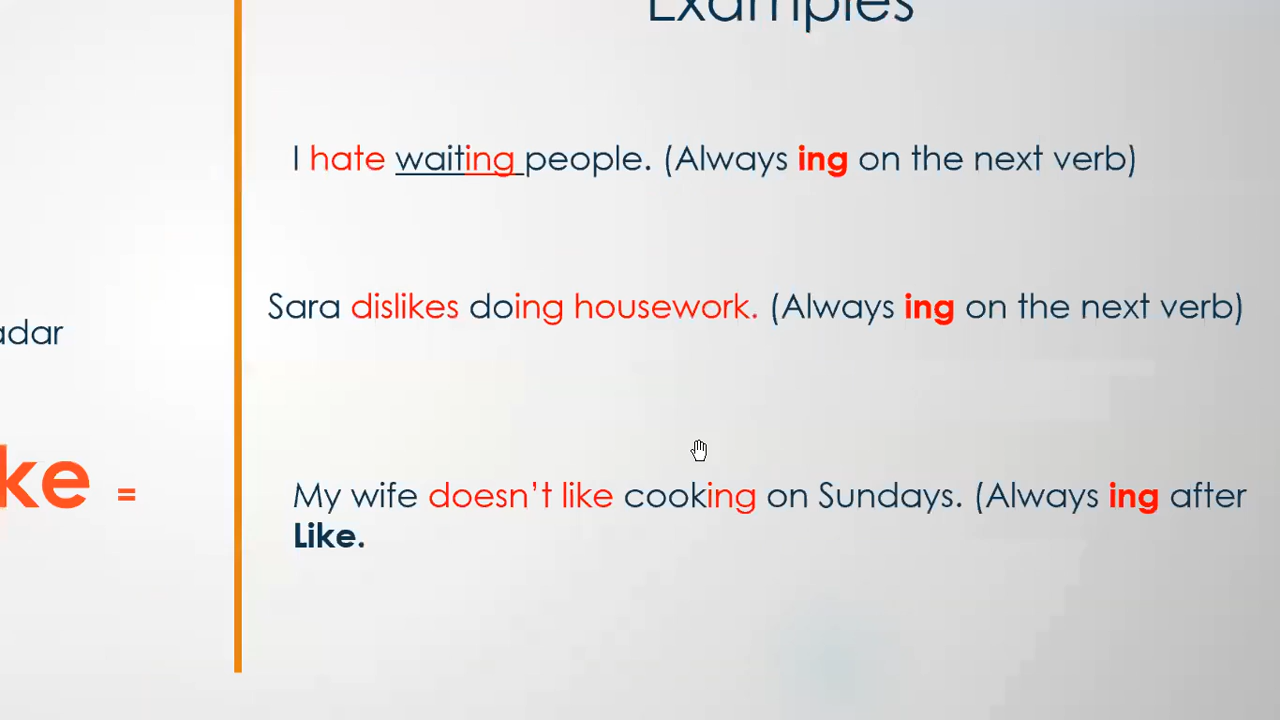 Examples
I hate waiting people. (Always ing on the next verb)
Sara dislikes doing housework. (Always ing on the next verb)
adar
ke =
My wife doesn't like cooking on Sundays. (Always ing after
Like.